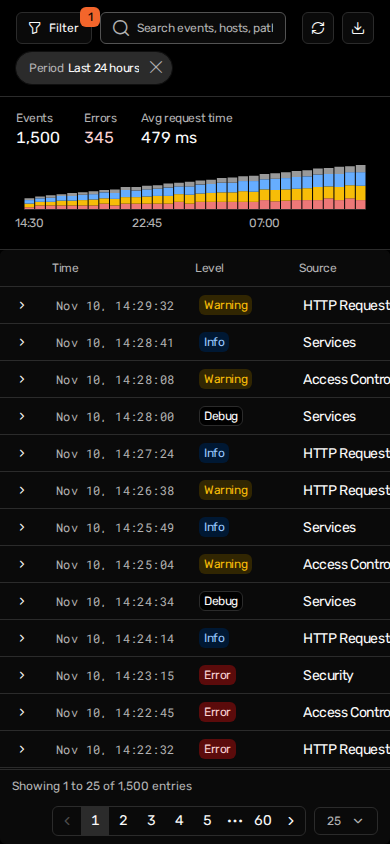 Filter 1
Search events, hosts, path
Period Last 24 hours
Events Errors Avg request time
1,500 345 479 ms
14:30 22:45 07:00
Time Level Source
Nov 10, 14:29:32 Warning HTTP Request
Nov 10, 14:28:41 Info Services
Nov 10, 14:28:08 Warning Access Contro
Nov 10, 14:28:00 Debug Services
Nov 10, 14:27:24 Info HTTP Request
Nov 10, 14:26:38 Warning HTTP Request
Nov 10, 14:25:49 Info Services
Nov 10, 14:25:04 Warning Access Contro
Nov 10, 14:24:34 Debug Services
Nov 10, 14:24:14 Info HTTP Request
Nov 10, 14:23:15 Error Security
Nov 10, 14:22:45 Error Access Contro
Nov 10, 14:22:32 Error HTTP Request
Showing 1 to 25 of 1,500 entries
1 2 3 4 5 ••• 60 25